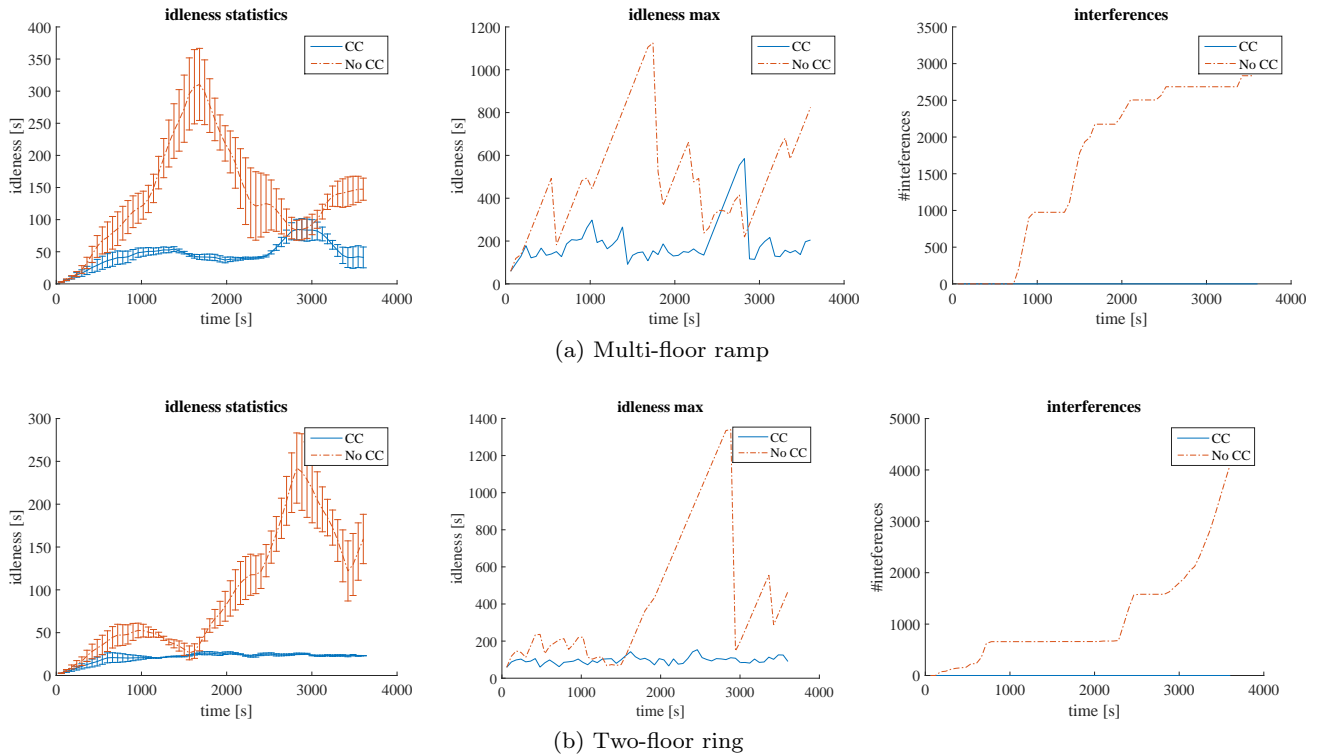 idleness statistics
idleness [s]
400
350
300
250
200
150
100
50
0
CC
No CC
0 1000 2000 3000 4000
time [s]
idleness max
idleness [s]
1200
1000
800
600
400
200
0
CC
No CC
0 1000 2000 3000 4000
time [s]
interferences
#inteferences
3500
3000
2500
2000
1500
1000
500
0
CC
No CC
0 1000 2000 3000 4000
time [s]
(a) Multi-floor ramp
idleness statistics
idleness [s]
300
250
200
150
100
50
0
CC
No CC
0 1000 2000 3000 4000
time [s]
idleness max
idleness [s]
1400
1200
1000
800
600
400
200
0
CC
No CC
0 1000 2000 3000 4000
time [s]
interferences
#inteferences
5000
4000
3000
2000
1000
0
CC
No CC
0 1000 2000 3000 4000
time [s]
(b) Two-floor ring